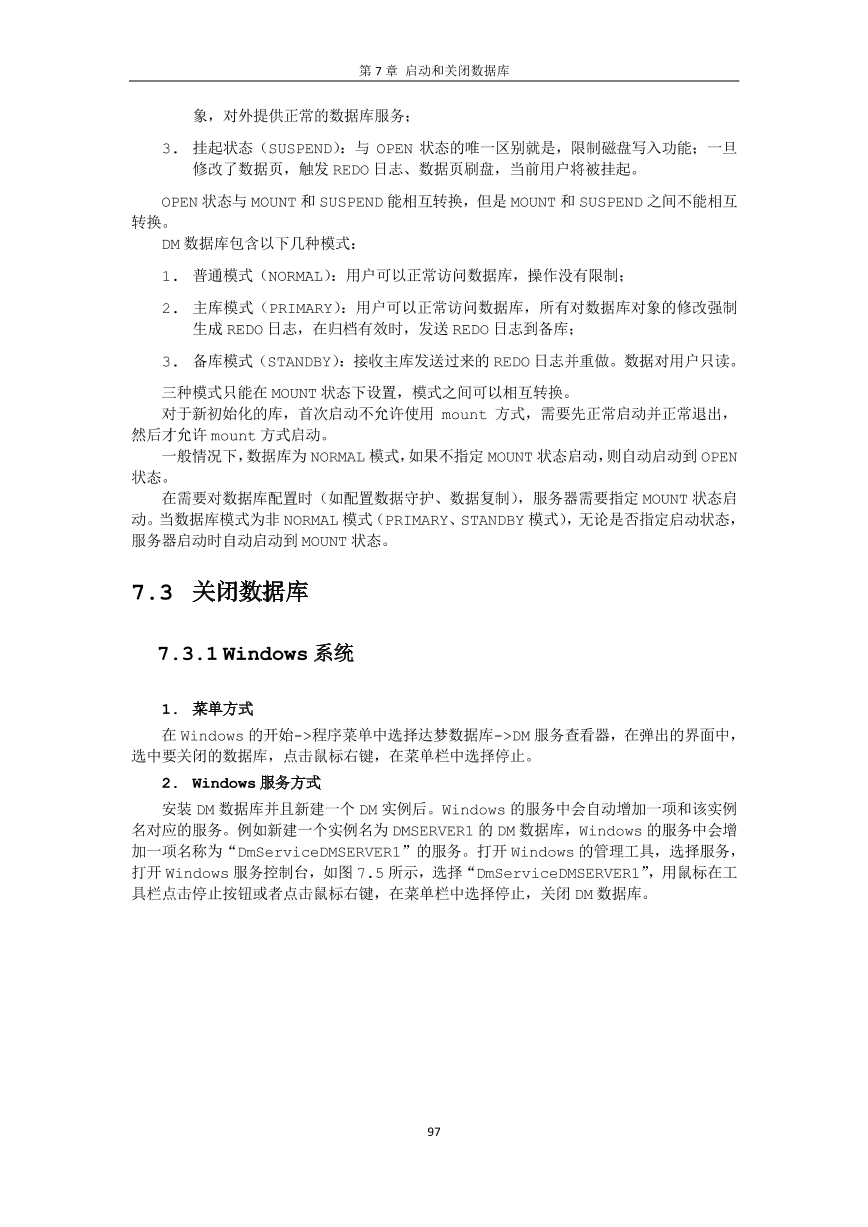 第 7 章 启动和关闭数据库
象，对外提供正常的数据库服务；
3. 挂起状态（SUSPEND）：与 OPEN 状态的唯一区别就是，限制磁盘写入功能；一旦
修改了数据页，触发 REDO 日志、数据页刷盘，当前用户将被挂起。
OPEN 状态与 MOUNT 和 SUSPEND 能相互转换，但是 MOUNT 和 SUSPEND 之间不能相互
转换。
DM 数据库包含以下几种模式：
1. 普通模式（NORMAL）：用户可以正常访问数据库，操作没有限制；
2. 主库模式（PRIMARY）：用户可以正常访问数据库，所有对数据库对象的修改强制
生成 REDO 日志，在归档有效时，发送 REDO 日志到备库；
3. 备库模式（STANDBY）：接收主库发送过来的 REDO 日志并重做。数据对用户只读。
三种模式只能在 MOUNT 状态下设置，模式之间可以相互转换。
对于新初始化的库，首次启动不允许使用 mount 方式，需要先正常启动并正常退出，
然后才允许 mount 方式启动。
一般情况下，数据库为 NORMAL 模式，如果不指定 MOUNT 状态启动，则自动启动到 OPEN
状态。
在需要对数据库配置时（如配置数据守护、数据复制），服务器需要指定 MOUNT 状态启
动。当数据库模式为非 NORMAL 模式（PRIMARY、STANDBY 模式），无论是否指定启动状态，
服务器启动时自动启动到 MOUNT 状态。
7.3 关闭数据库
7.3.1 Windows 系统
1. 菜单方式
在 Windows 的开始->程序菜单中选择达梦数据库->DM 服务查看器，在弹出的界面中，
选中要关闭的数据库，点击鼠标右键，在菜单栏中选择停止。
2. Windows 服务方式
安装 DM 数据库并且新建一个 DM 实例后。Windows 的服务中会自动增加一项和该实例
名对应的服务。例如新建一个实例名为 DMSERVER1 的 DM 数据库，Windows 的服务中会增
加一项名称为“DmServiceDMSERVER1”的服务。打开 Windows 的管理工具，选择服务，
打开 Windows 服务控制台，如图 7.5 所示，选择“DmServiceDMSERVER1”，用鼠标在工
具栏点击停止按钮或者点击鼠标右键，在菜单栏中选择停止，关闭 DM 数据库。
97